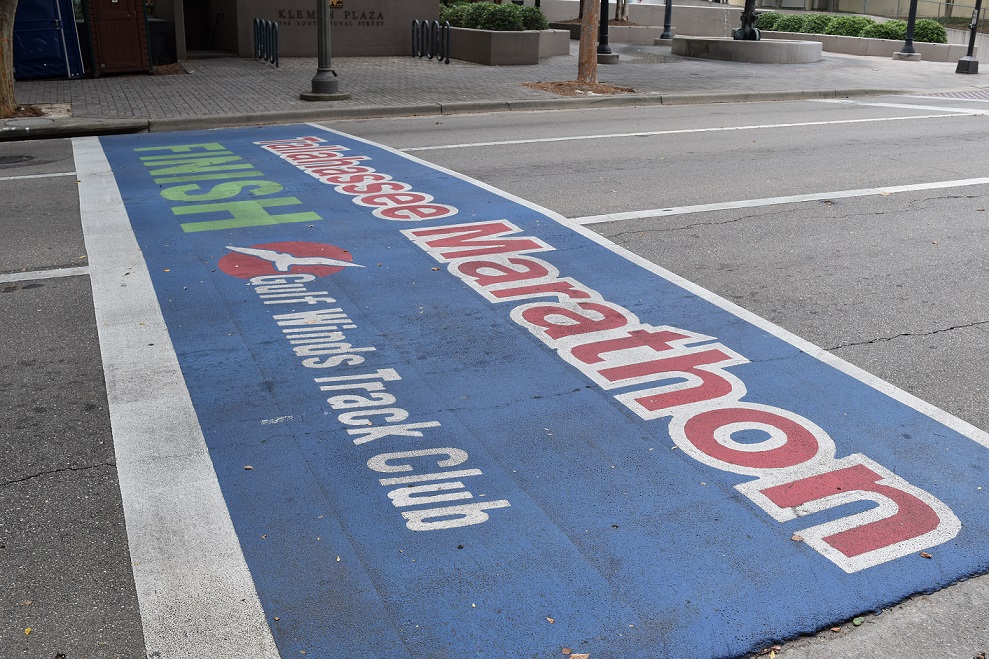 KLEMAN PLAZA
Tallahassee
Marathon
FINISH
Gulf Winds Track Club